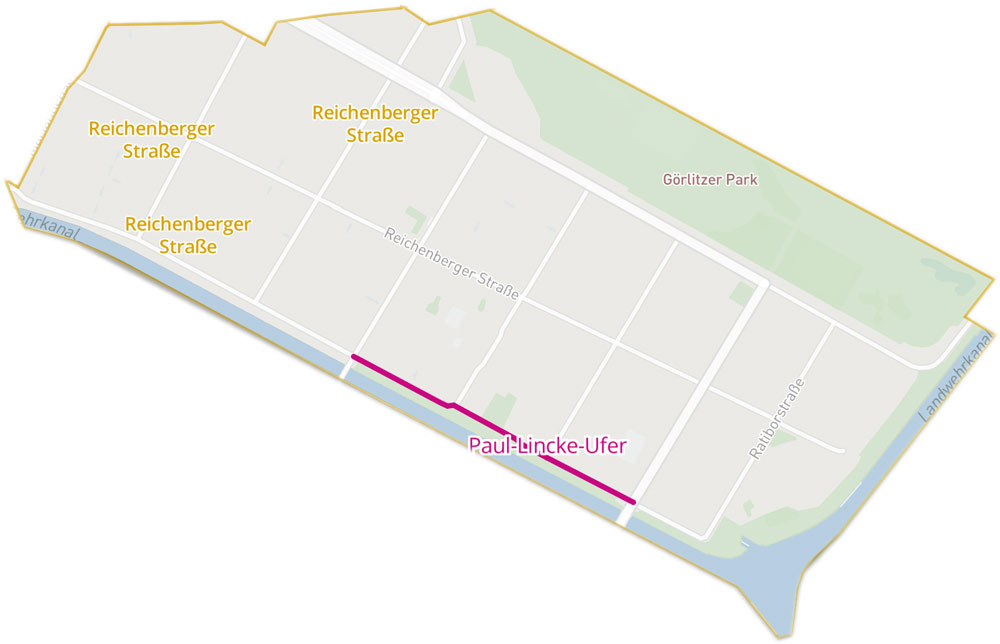 Reichenberger
Straße
Reichenberger
Straße
Görlitzer Park
Reichenberger
Straße
ehrkanal
Reichenberger Straße
Landwehrkanal
Ratiborstraße
Paul-Lincke-Ufer